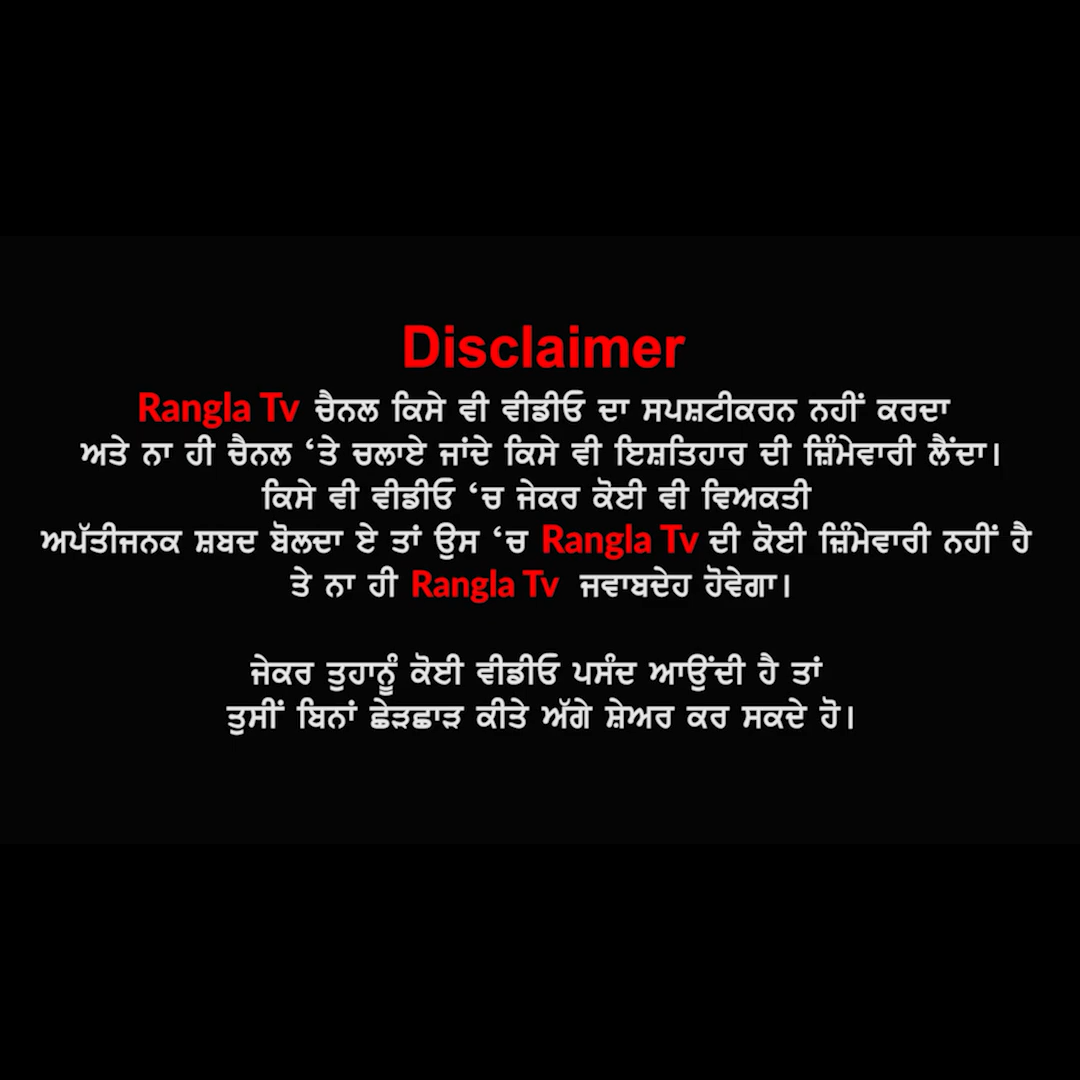 Disclaimer
Rangla Tv ਚੈਨਲ ਕਿਸੇ ਵੀ ਵੀਡੀਓ ਦਾ ਸਪਸ਼ਟੀਕਰਨ ਨਹੀਂ ਕਰਦਾ
ਅਤੇ ਨਾ ਹੀ ਚੈਨਲ ‘ਤੇ ਚਲਾਏ ਜਾਂਦੇ ਕਿਸੇ ਵੀ ਇਸ਼ਤਿਹਾਰ ਦੀ ਜ਼ਿੰਮੇਵਾਰੀ ਲੈਂਦਾ।
ਕਿਸੇ ਵੀ ਵੀਡੀਓ ‘ਚ ਜੇਕਰ ਕੋਈ ਵੀ ਵਿਅਕਤੀ
ਅਪੱਤੀਜਨਕ ਸ਼ਬਦ ਬੋਲਦਾ ਏ ਤਾਂ ਉਸ ‘ਚ Rangla Tv ਦੀ ਕੋਈ ਜ਼ਿੰਮੇਵਾਰੀ ਨਹੀਂ ਹੈ
ਤੇ ਨਾ ਹੀ Rangla Tv ਜਵਾਬਦੇਹ ਹੋਵੇਗਾ।
ਜੇਕਰ ਤੁਹਾਨੂੰ ਕੋਈ ਵੀਡੀਓ ਪਸੰਦ ਆਉਂਦੀ ਹੈ ਤਾਂ
ਤੁਸੀਂ ਬਿਨਾਂ ਛੇੜਛਾੜ ਕੀਤੇ ਅੱਗੇ ਸ਼ੇਅਰ ਕਰ ਸਕਦੇ ਹੋ।